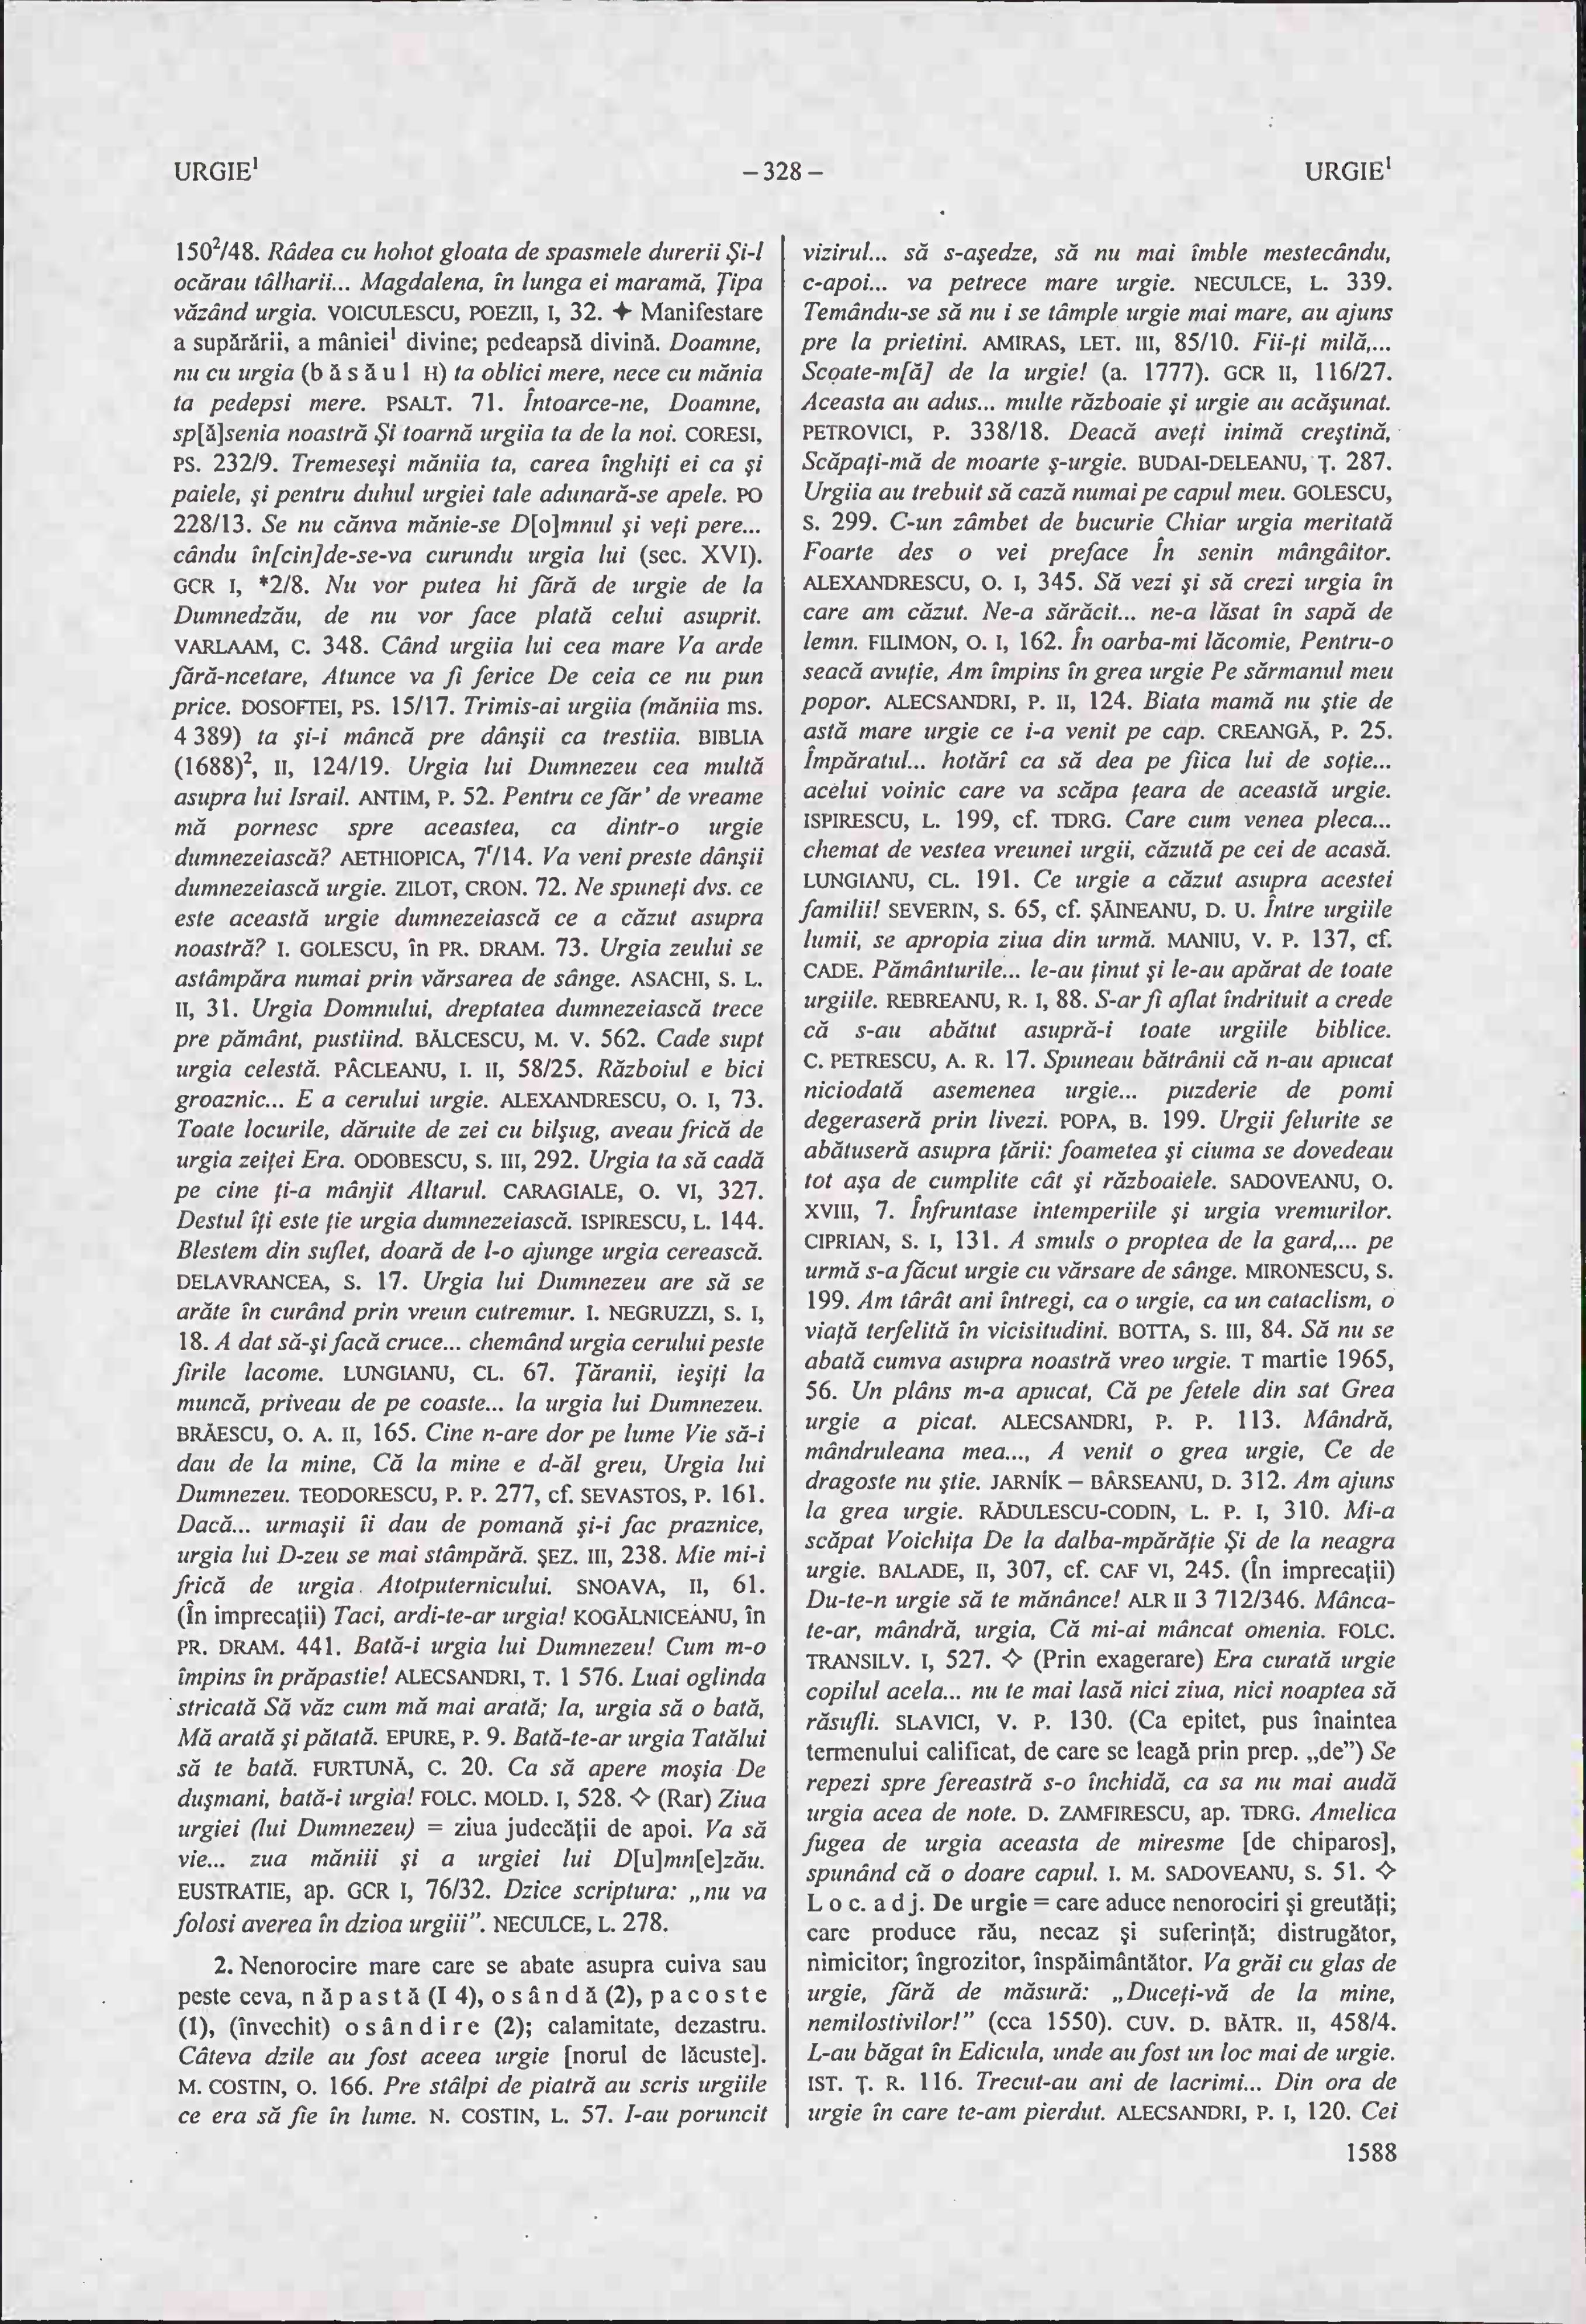 URGIE¹ –328– URGIE¹
150²/48. Râdea cu hohot gloata de spasmele durerii Şi-l
ocărau tâlharii... Magdalena, în lunga ei maramă, Ţipa
văzând urgia. VOICULESCU, POEZII, I, 32. ✦ Manifestare
a supărării, a mâniei¹ divine; pedeapsă divină. Doamne,
nu cu urgia (b ă s ă u l H) ta oblici mere, nece cu mănia
ta pedepsi mere. PSALT. 71. Întoarce-ne, Doamne,
sp[ă]senia noastră Şi toarnă urgiia ta de la noi. CORESI,
PS. 232/9. Tremeseşi măniia ta, carea înghiţi ei ca şi
paiele, şi pentru duhul urgiei tale adunară-se apele. PO
228/13. Se nu cănva mănie-se D[o]mnul şi veţi pere...
cându în[cin]de-se-va curundu urgia lui (sec. XVI).
GCR I, *2/8. Nu vor putea hi fără de urgie de la
Dumnedzău, de nu vor face plată celui asuprit.
VARLAAM, C. 348. Când urgiia lui cea mare Va arde
fără-ncetare, Atunce va fi ferice De ceia ce nu pun
price. DOSOFTEI, PS. 15/17. Trimis-ai urgiia (măniia ms.
4 389) ta şi-i mâncă pre dânşii ca trestiia. BIBLIA
(1688)², II, 124/19. Urgia lui Dumnezeu cea multă
asupra lui Israil. ANTIM, P. 52. Pentru ce făr’ de vreame
mă pornesc spre aceastea, ca dintr-o urgie
dumnezeiască? AETHIOPICA, 7ʳ/14. Va veni preste dânşii
dumnezeiască urgie. ZILOT, CRON. 72. Ne spuneţi dvs. ce
este această urgie dumnezeiască ce a căzut asupra
noastră? I. GOLESCU, în PR. DRAM. 73. Urgia zeului se
astâmpăra numai prin vărsarea de sânge. ASACHI, S. L.
II, 31. Urgia Domnului, dreptatea dumnezeiască trece
pre pământ, pustiind. BĂLCESCU, M. V. 562. Cade supt
urgia celestă. PÂCLEANU, I. II, 58/25. Războiul e bici
groaznic... E a cerului urgie. ALEXANDRESCU, O. I, 73.
Toate locurile, dăruite de zei cu bilşug, aveau frică de
urgia zeiţei Era. ODOBESCU, S. III, 292. Urgia ta să cadă
pe cine ţi-a mânjit Altarul. CARAGIALE, O. VI, 327.
Destul îţi este ţie urgia dumnezeiască. ISPIRESCU, L. 144.
Blestem din suflet, doară de l-o ajunge urgia cerească.
DELAVRANCEA, S. 17. Urgia lui Dumnezeu are să se
arăte în curând prin vreun cutremur. I. NEGRUZZI, S. I,
18. A dat să-şi facă cruce... chemând urgia cerului peste
firile lacome. LUNGIANU, CL. 67. Ţăranii, ieşiţi la
muncă, priveau de pe coaste... la urgia lui Dumnezeu.
BRĂESCU, O. A. II, 165. Cine n-are dor pe lume Vie să-i
dau de la mine, Că la mine e d-ăl greu, Urgia lui
Dumnezeu. TEODORESCU, P. P. 277, cf. SEVASTOS, P. 161.
Dacă... urmaşii îi dau de pomană şi-i fac praznice,
urgia lui D-zeu se mai stâmpără. ŞEZ. III, 238. Mie mi-i
frică de urgia Atotputernicului. SNOAVA, II, 61.
(În imprecaţii) Taci, ardi-te-ar urgia! KOGĂLNICEANU, în
PR. DRAM. 441. Bată-i urgia lui Dumnezeu! Cum m-o
împins în prăpastie! ALECSANDRI, T. 1 576. Luai oglinda
stricată Să văz cum mă mai arată; Ia, urgia să o bată,
Mă arată şi pătată. EPURE, P. 9. Bată-te-ar urgia Tatălui
să te bată. FURTUNĂ, C. 20. Ca să apere moşia De
duşmani, bată-i urgia! FOLC. MOLD. I, 528. ✧ (Rar) Ziua
urgiei (lui Dumnezeu) = ziua judecăţii de apoi. Va să
vie... zua măniii şi a urgiei lui D[u]mn[e]zău.
EUSTRATIE, ap. GCR I, 76/32. Dzice scriptura: „nu va
folosi averea în dzioa urgiii”. NECULCE, L. 278.
2. Nenorocire mare care se abate asupra cuiva sau
peste ceva, n ă p a s t ă (I 4), o s â n d ă (2), p a c o s t e
(1), (învechit) o s â n d i r e (2); calamitate, dezastru.
Câteva dzile au fost aceea urgie [norul de lăcuste].
M. COSTIN, O. 166. Pre stâlpi de piatră au scris urgiile
ce era să fie în lume. N. COSTIN, L. 57. I-au poruncit
vizirul... să s-aşedze, să nu mai îmble mestecându,
c-apoi... va petrece mare urgie. NECULCE, L. 339.
Temându-se să nu i se tâmple urgie mai mare, au ajuns
pre la prietini. AMIRAS, LET. III, 85/10. Fii-ţi milă,...
Scoate-m[ă] de la urgie! (a. 1777). GCR II, 116/27.
Aceasta au adus... multe războaie şi urgie au acăşunat.
PETROVICI, P. 338/18. Deacă aveţi inimă creştină,
Scăpaţi-mă de moarte ş-urgie. BUDAI-DELEANU, Ţ. 287.
Urgiia au trebuit să cază numai pe capul meu. GOLESCU,
S. 299. C-un zâmbet de bucurie Chiar urgia meritată
Foarte des o vei preface În senin mângâitor.
ALEXANDRESCU, O. I, 345. Să vezi şi să crezi urgia în
care am căzut. Ne-a sărăcit... ne-a lăsat în sapă de
lemn. FILIMON, O. I, 162. În oarba-mi lăcomie, Pentru-o
seacă avuţie, Am împins în grea urgie Pe sărmanul meu
popor. ALECSANDRI, P. II, 124. Biata mamă nu ştie de
astă mare urgie ce i-a venit pe cap. CREANGĂ, P. 25.
Împăratul... hotărî ca să dea pe fiica lui de soţie...
acelui voinic care va scăpa ţeara de această urgie.
ISPIRESCU, L. 199, cf. TDRG. Care cum venea pleca...
chemat de vestea vreunei urgii, căzută pe cei de acasă.
LUNGIANU, CL. 191. Ce urgie a căzut asupra acestei
familii! SEVERIN, S. 65, cf. ŞĂINEANU, D. U. Între urgiile
lumii, se apropia ziua din urmă. MANIU, V. P. 137, cf.
CADE. Pământurile... le-au ţinut şi le-au apărat de toate
urgiile. REBREANU, R. I, 88. S-ar fi aflat îndrituit a crede
că s-au abătut asupră-i toate urgiile biblice.
C. PETRESCU, A. R. 17. Spuneau bătrânii că n-au apucat
niciodată asemenea urgie... puzderie de pomi
degeraseră prin livezi. POPA, B. 199. Urgii felurite se
abătuseră asupra ţării: foametea şi ciuma se dovedeau
tot aşa de cumplite cât şi războaiele. SADOVEANU, O.
XVIII, 7. Înfruntase intemperiile şi urgia vremurilor.
CIPRIAN, S. I, 131. A smuls o proptea de la gard,... pe
urmă s-a făcut urgie cu vărsare de sânge. MIRONESCU, S.
199. Am târât ani întregi, ca o urgie, ca un cataclism, o
viaţă terfelită în vicisitudini. BOTTA, S. III, 84. Să nu se
abată cumva asupra noastră vreo urgie. T martie 1965,
56. Un plâns m-a apucat, Că pe fetele din sat Grea
urgie a picat. ALECSANDRI, P. P. 113. Mândră,
mândruleana mea..., A venit o grea urgie, Ce de
dragoste nu ştie. JARNÍK – BÂRSEANU, D. 312. Am ajuns
la grea urgie. RĂDULESCU-CODIN, L. P. I, 310. Mi-a
scăpat Voichiţa De la dalba-mpărăţie Şi de la neagra
urgie. BALADE, II, 307, cf. CAF VI, 245. (În imprecaţii)
Du-te-n urgie să te mănânce! ALR II 3 712/346. Mânca-
te-ar, mândră, urgia, Că mi-ai mâncat omenia. FOLC.
TRANSILV. I, 527. ✧ (Prin exagerare) Era curată urgie
copilul acela... nu te mai lasă nici ziua, nici noaptea să
răsufli. SLAVICI, V. P. 130. (Ca epitet, pus înaintea
termenului calificat, de care se leagă prin prep. „de”) Se
repezi spre fereastră s-o închidă, ca sa nu mai audă
urgia acea de note. D. ZAMFIRESCU, ap. TDRG. Amelica
fugea de urgia aceasta de miresme [de chiparos],
spunând că o doare capul. I. M. SADOVEANU, S. 51. ✧
L o c. a d j. De urgie = care aduce nenorociri şi greutăţi;
care produce rău, necaz şi suferinţă; distrugător,
nimicitor; îngrozitor, înspăimântător. Va grăi cu glas de
urgie, fără de măsură: „Duceţi-vă de la mine,
nemilostivilor!” (cca 1550). CUV. D. BĂTR. II, 458/4.
L-au băgat în Edicula, unde au fost un loc mai de urgie.
IST. Ţ. R. 116. Trecut-au ani de lacrimi... Din ora de
urgie în care te-am pierdut. ALECSANDRI, P. I, 120. Cei
1588